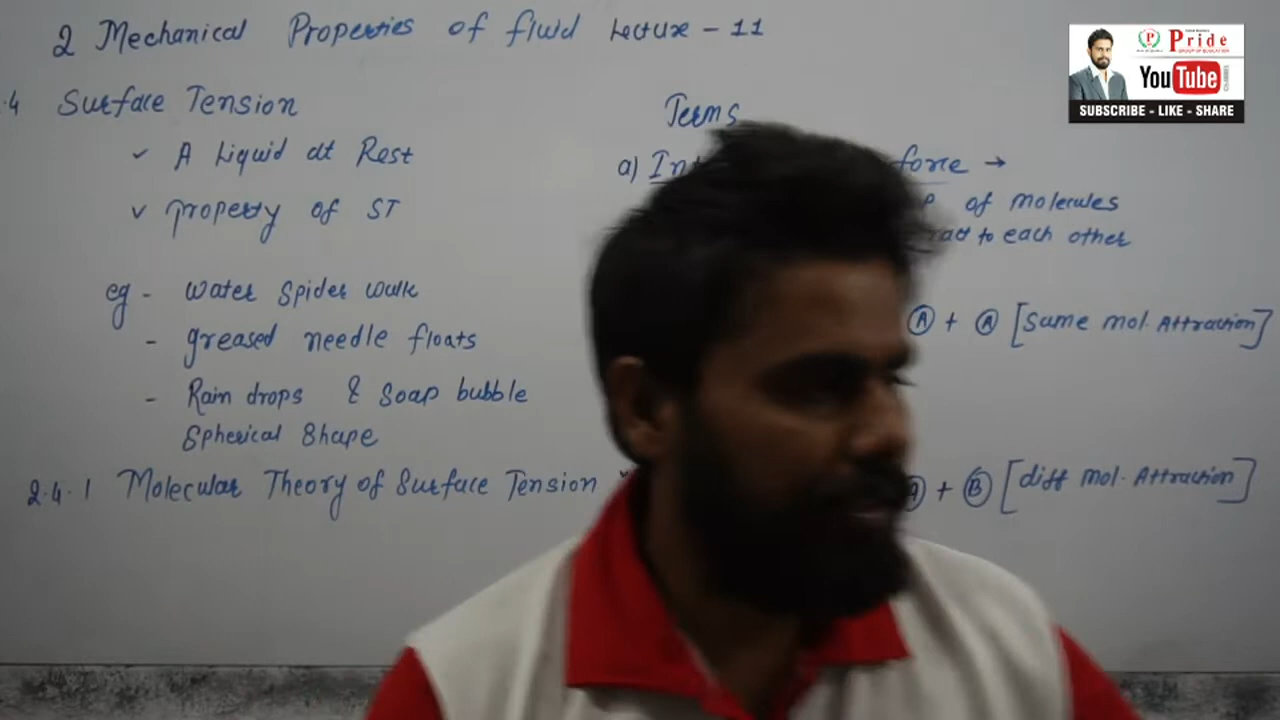 2 Mechanical Properties of fluid Lecture - 11
.4 Surface Tension
✓ A Liquid at Rest
✓ Property of ST
eg - water spider walk
- greased needle floats
- Rain drops & Soap bubble
Spherical Shape
2.4.1 Molecular Theory of Surface Tension
Terms
a) force →
of molecules
to each other
Ⓐ + Ⓐ [Same mol. Attraction]
+ Ⓑ [diff mol. Attraction]
Pride
YouTube
SUBSCRIBE - LIKE - SHARE